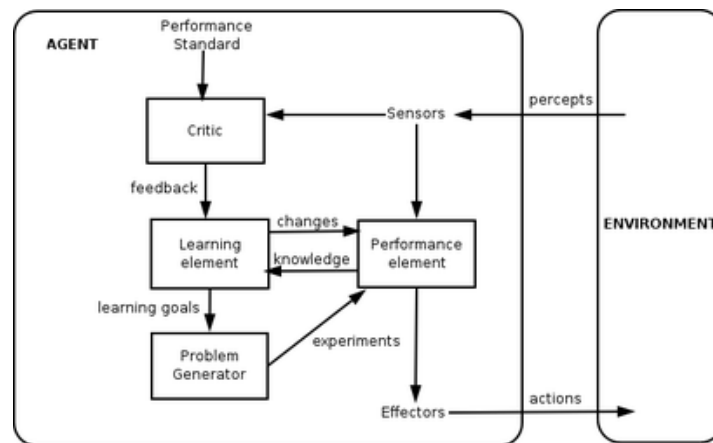 Performance
Standard
AGENT
percepts
Sensors
Critic
feedback
changes
Learning
element
Performance
element
ENVIRONMENT
knowledge
learning goals
experiments
Problem
Generator
actions
Effectors